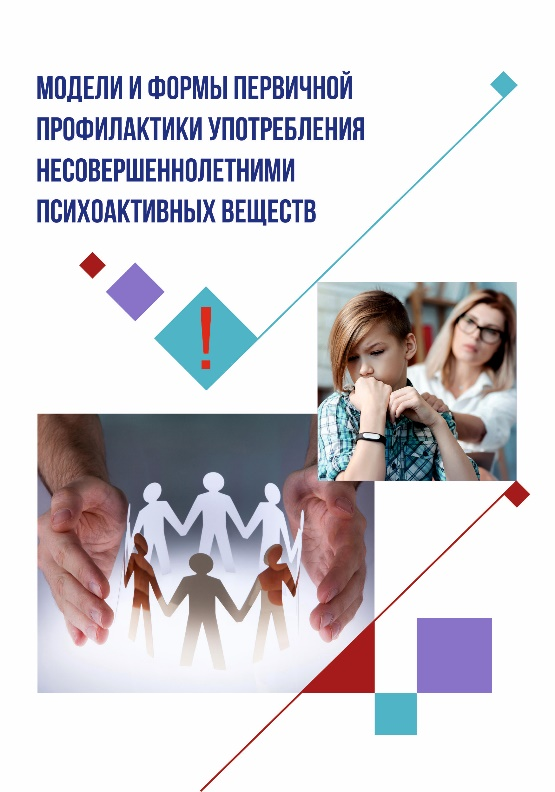 МОДЕЛИ И ФОРМЫ ПЕРВИЧНОЙ
ПРОФИЛАКТИКИ УПОТРЕБЛЕНИЯ
НЕСОВЕРШЕННОЛЕТНИМИ
ПСИХОАКТИВНЫХ ВЕЩЕСТВ
!